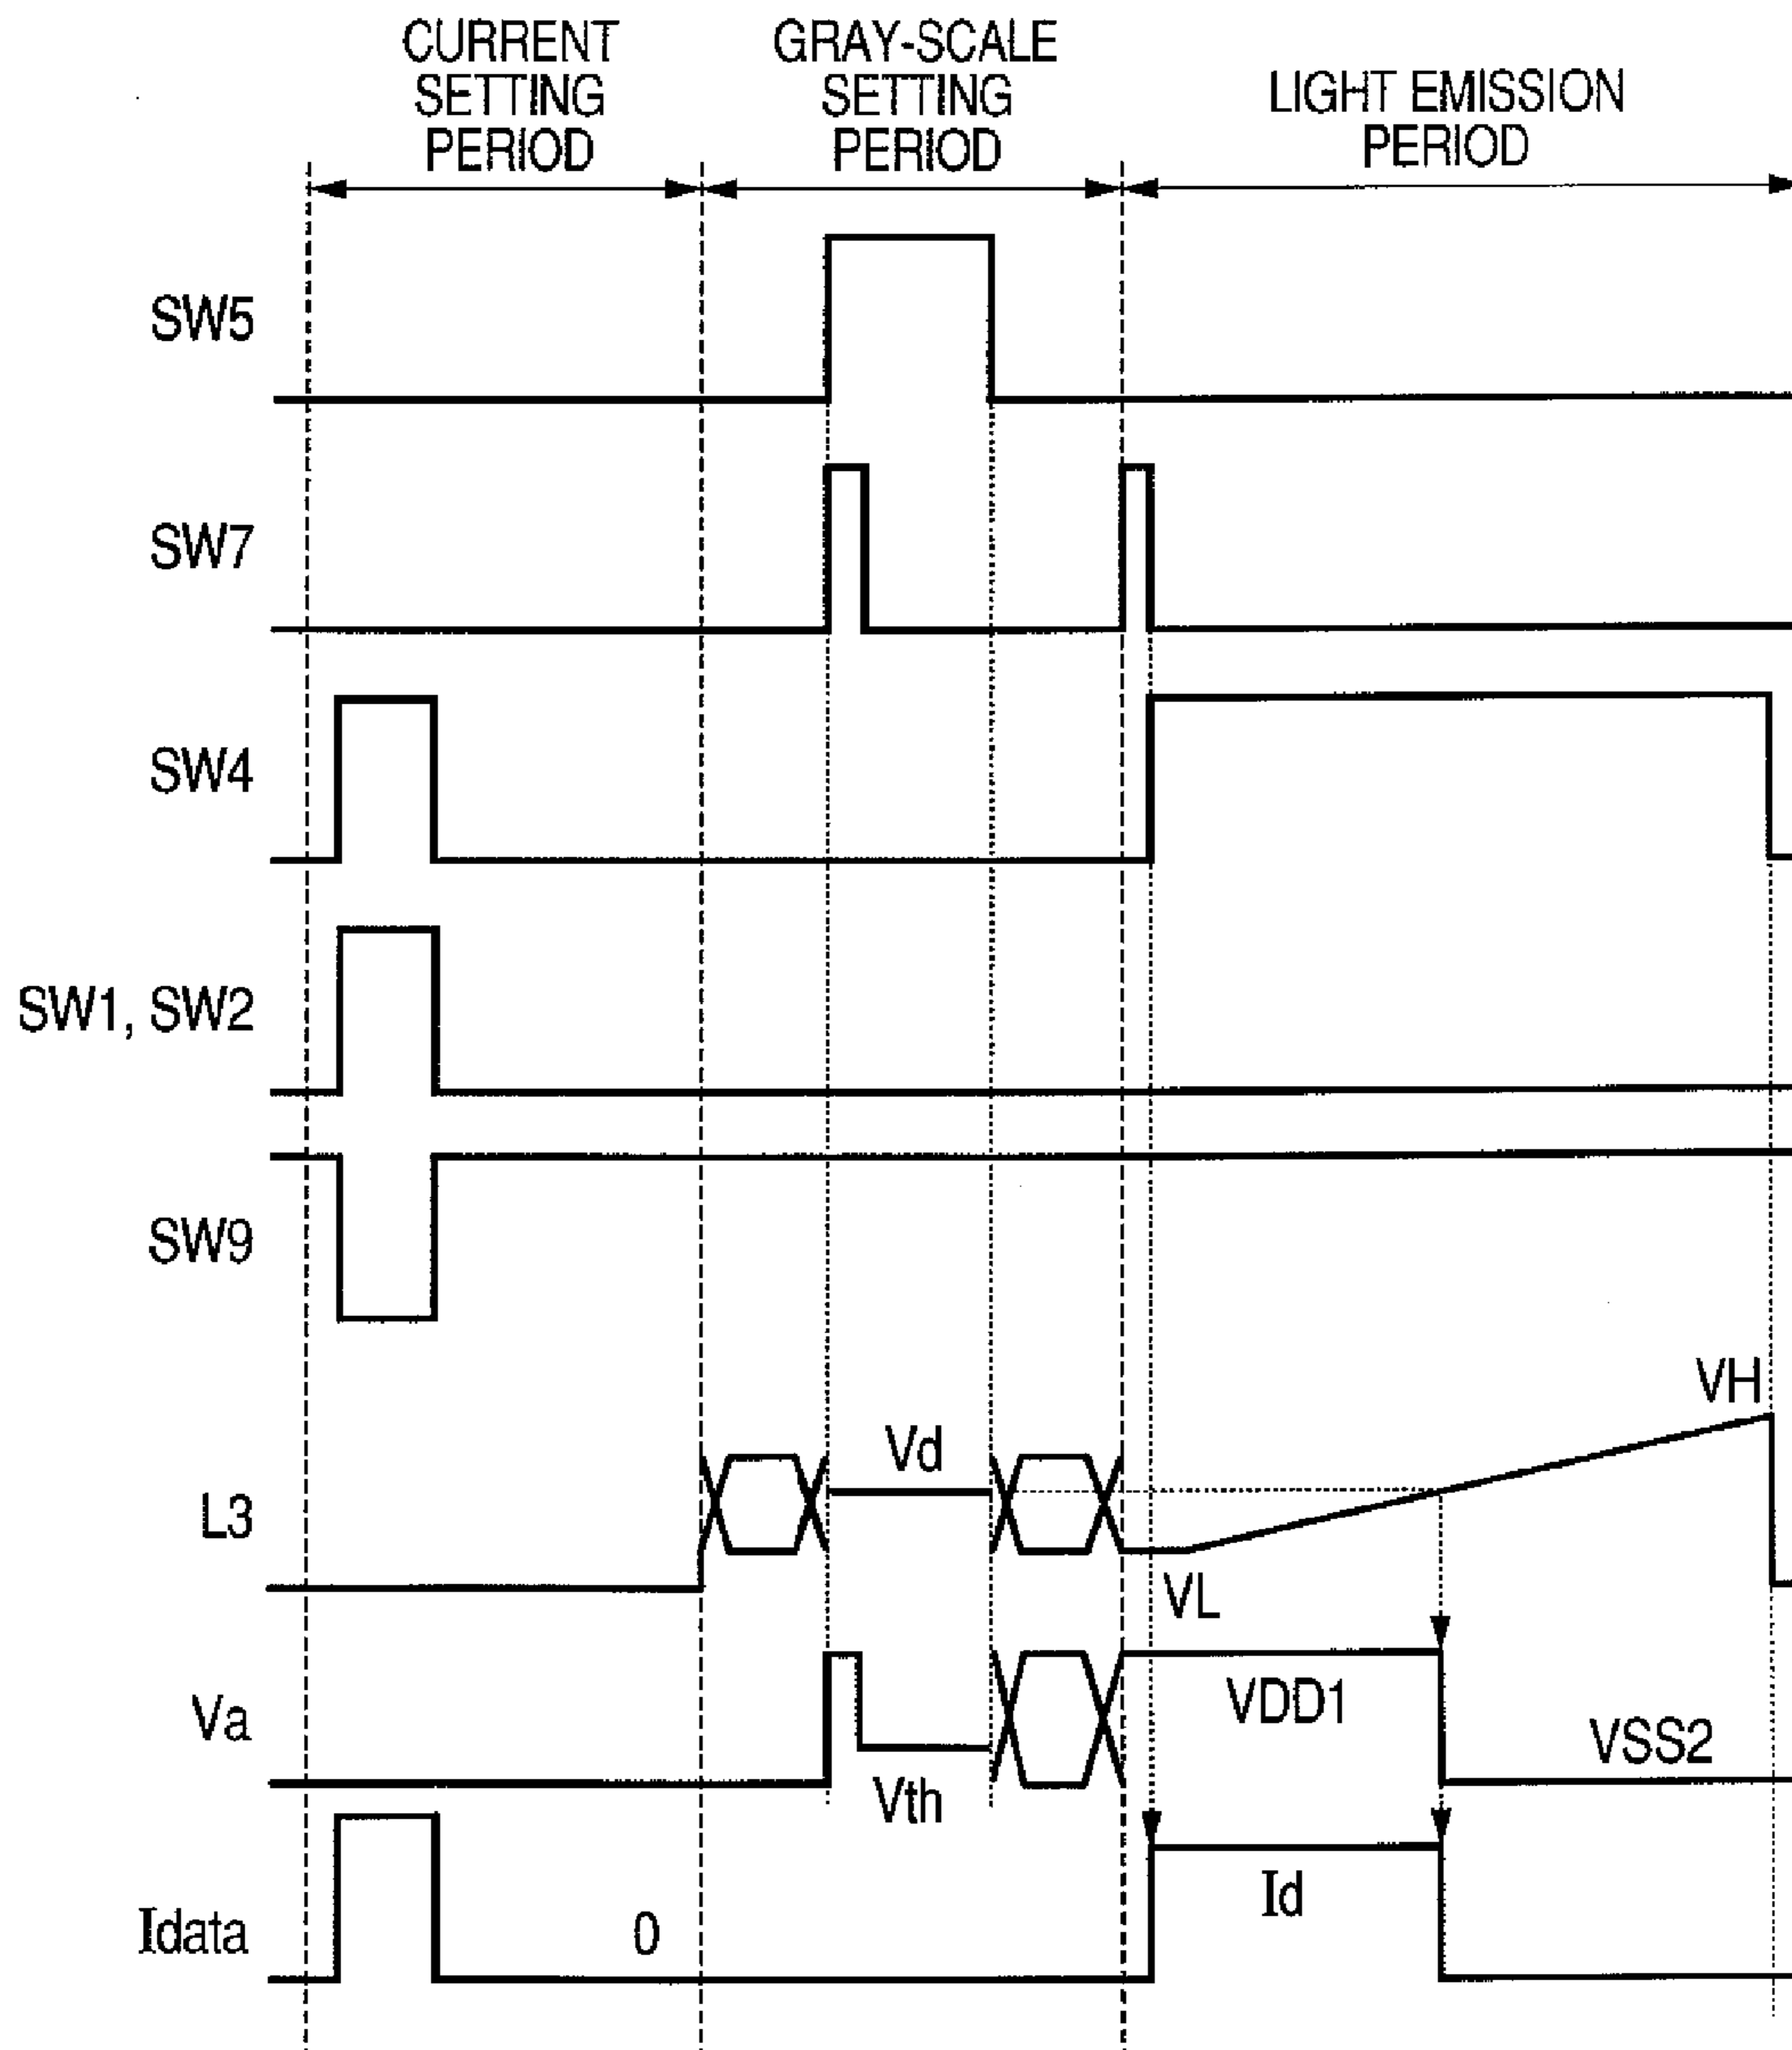 CURRENT
SETTING
PERIOD
GRAY-SCALE
SETTING
PERIOD
LIGHT EMISSION
PERIOD
SW5
SW7
SW4
SW1, SW2
SW9
VH
Vd
L3
VL
Va
VDD1
VSS2
Vth
Id
Idata
0